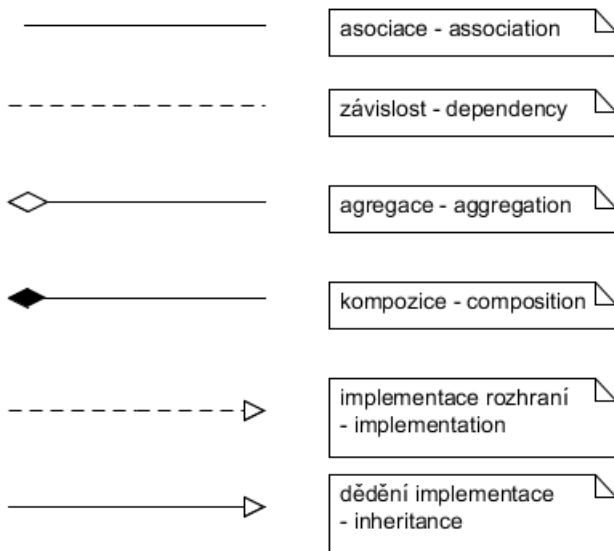 asociace - association
závislost - dependency
agregace - aggregation
kompozice - composition
implementace rozhraní
- implementation
dědění implementace
- inheritance